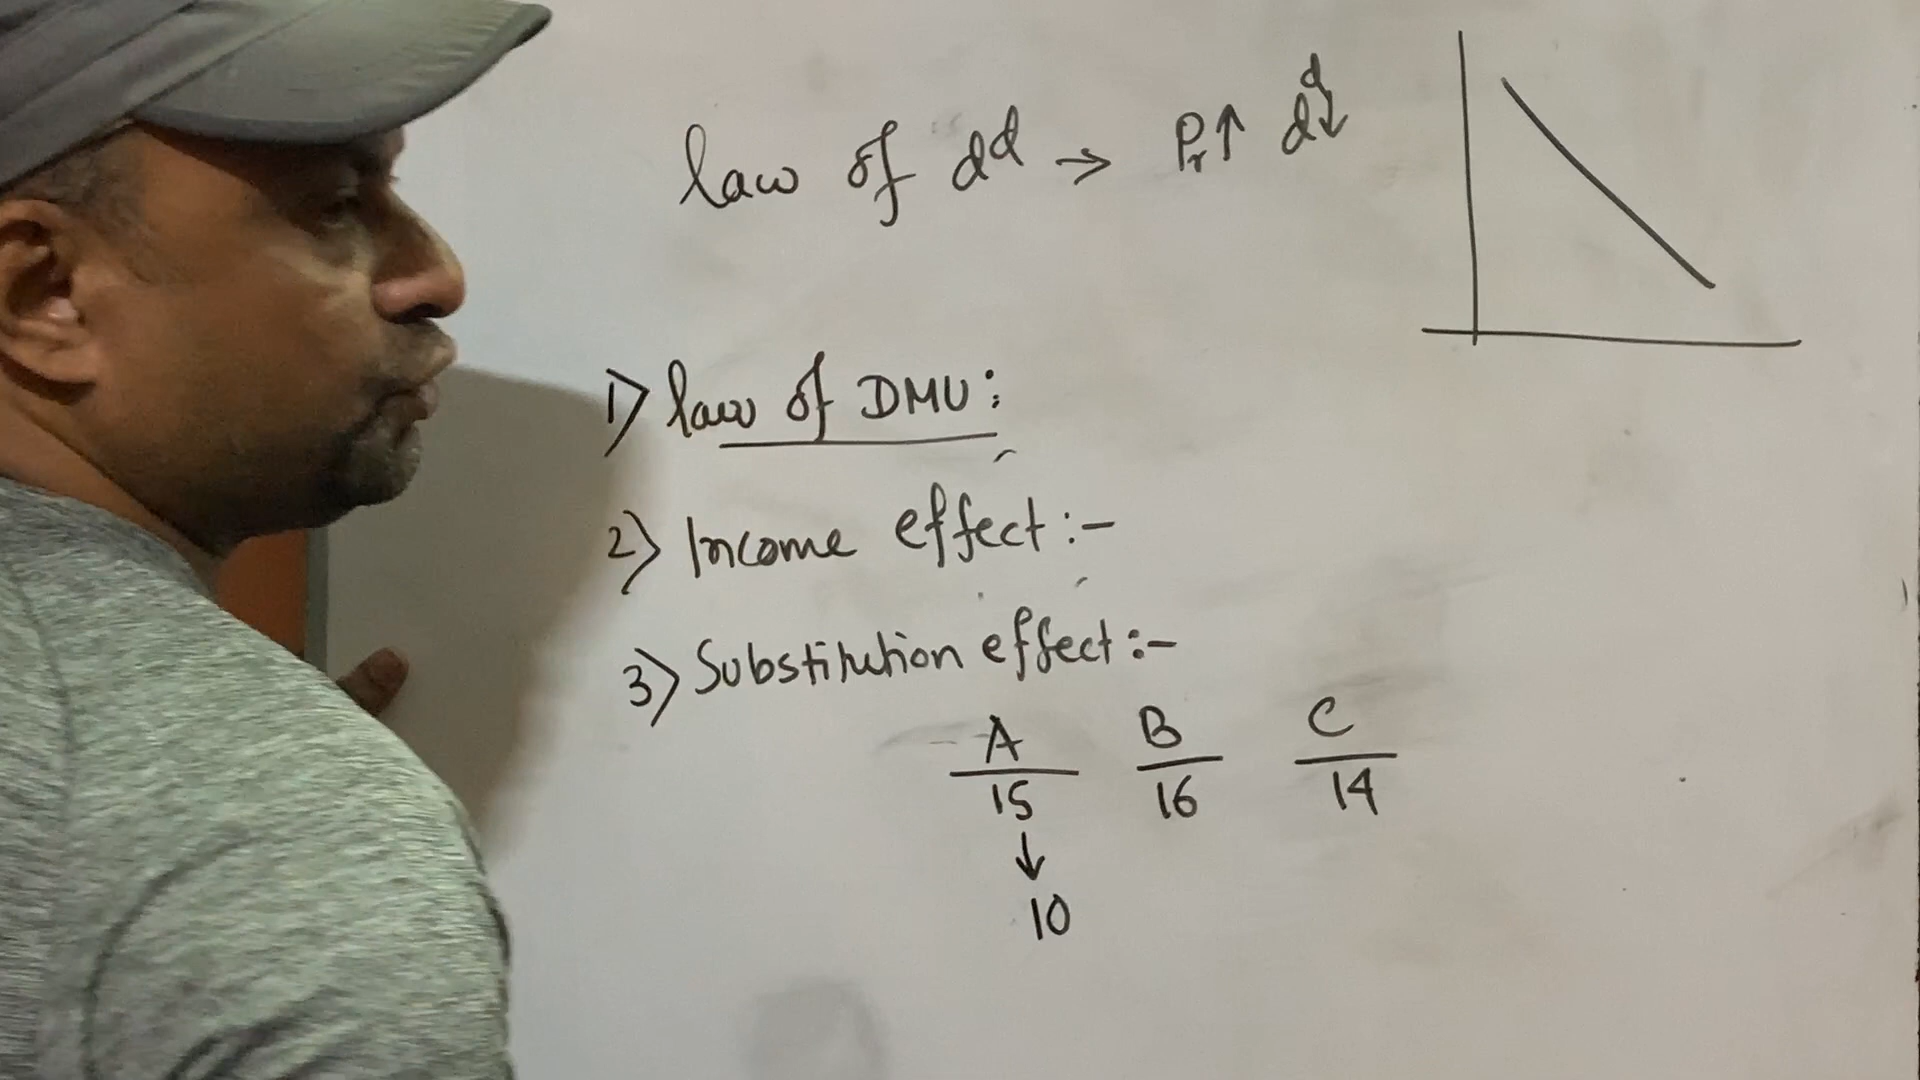 law of dd → Pr↑ dd↓
1) law of DMU:
2) Income effect:-
3) Substitution effect:-
A B C
15 16 14
↓
10